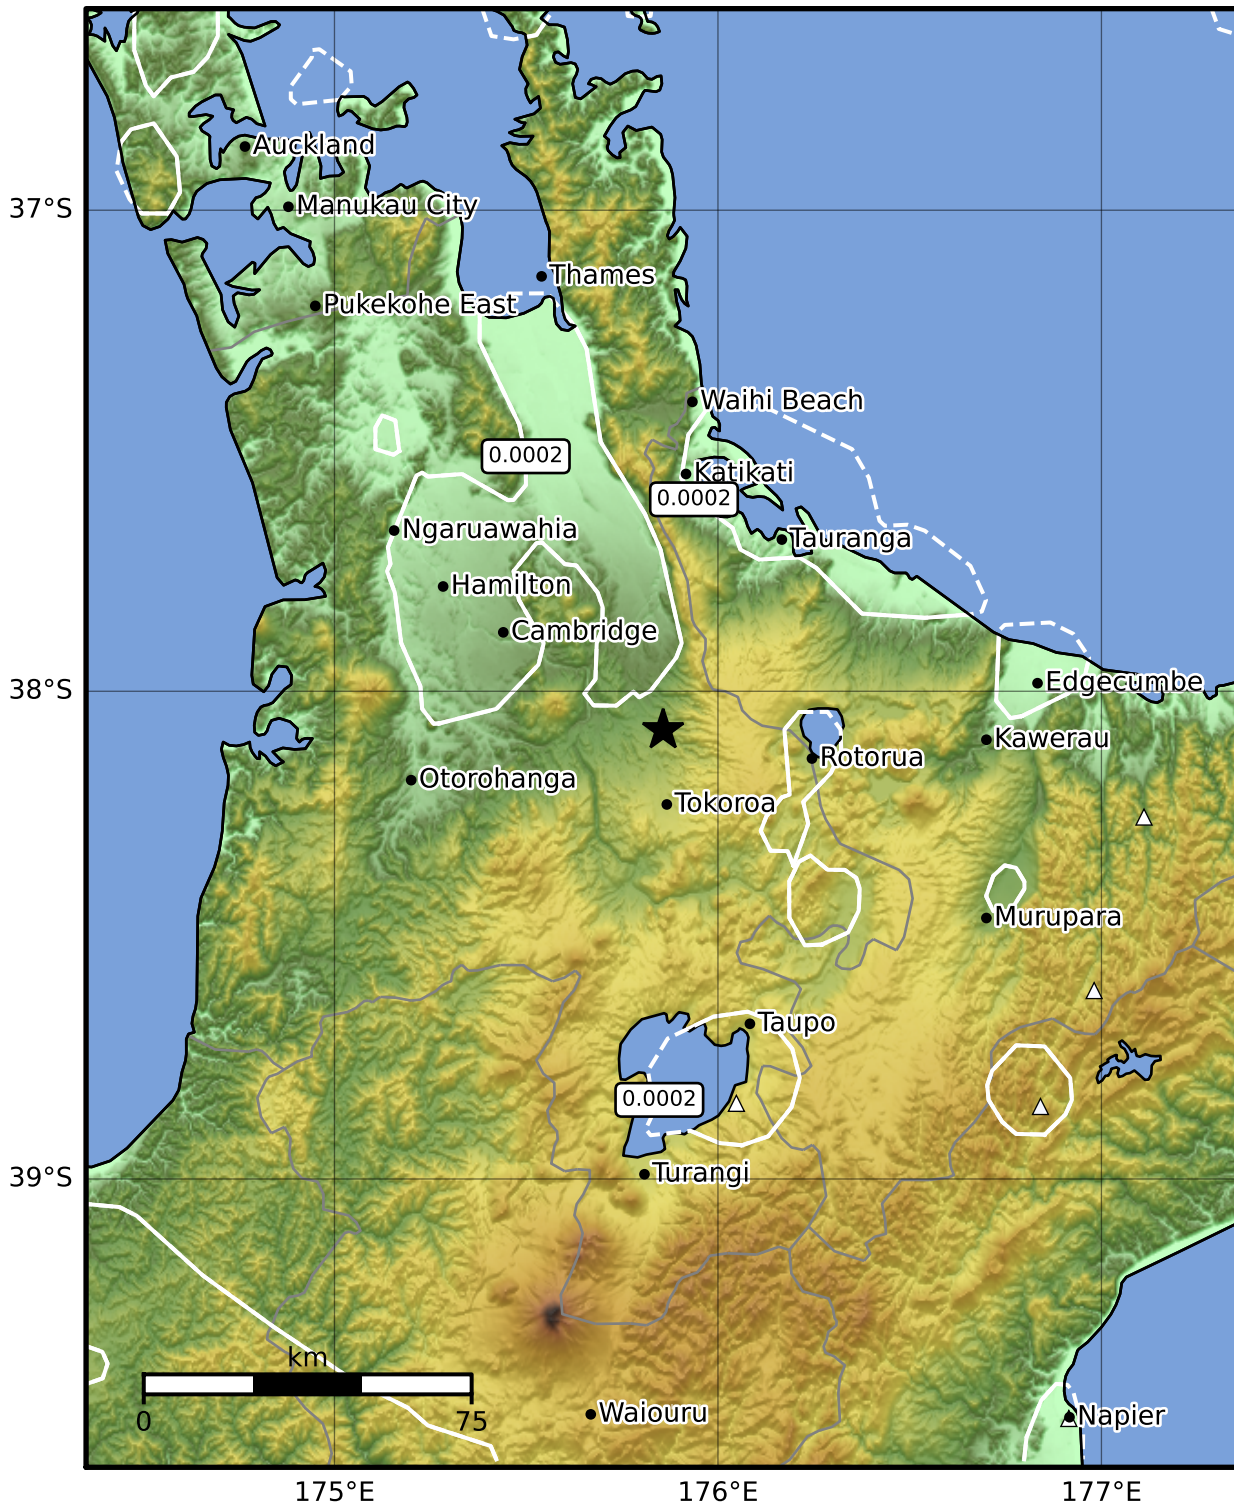 Auckland
37°S
Manukau City
Thames
Pukekohe East
Waihi Beach
0.0002
Katikati
0.0002
Ngaruawahia
Tauranga
Hamilton
Cambridge
38°S
Edgecumbe
Kawerau
Rotorua
Otorohanga
Tokoroa
Murupara
Taupo
0.0002
39°S
Turangi
km
0
75
Waiouru
Napier
175°E
176°E
177°E